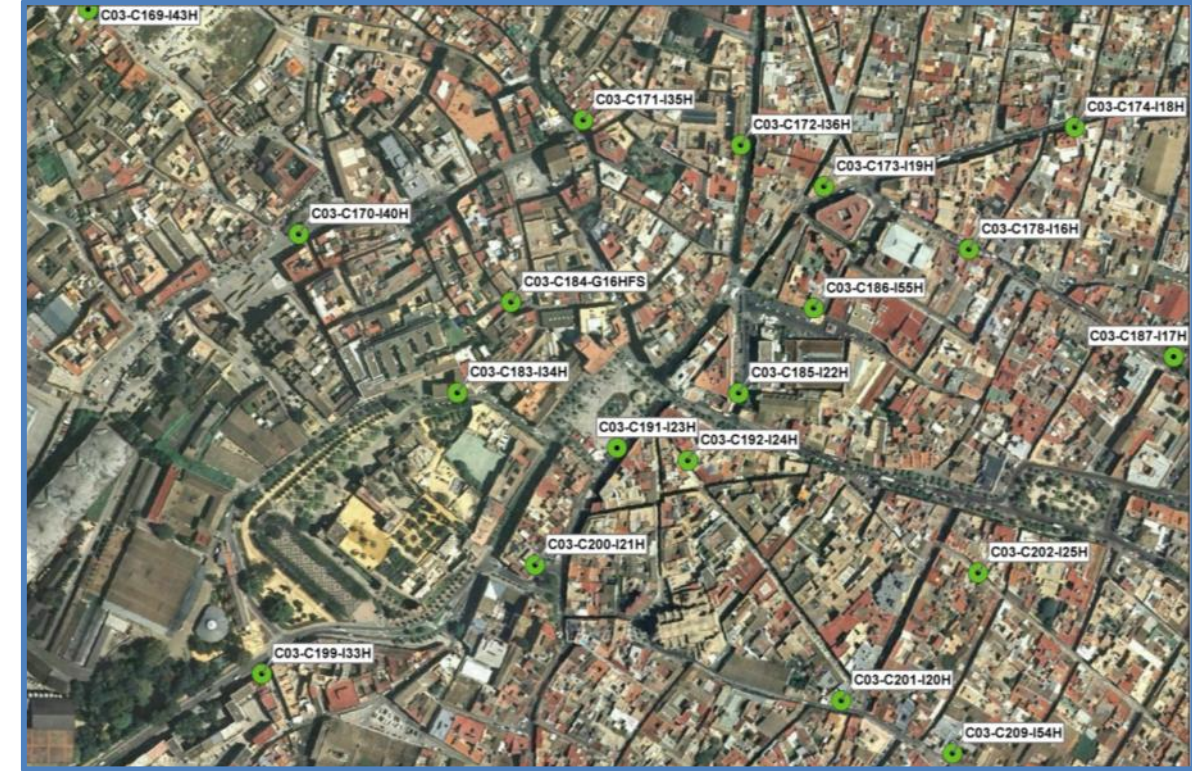 C03-C169-I43H
C03-C171-I35H
C03-C174-I18H
C03-C172-I36H
C03-C173-I19H
C03-C170-I40H
C03-C178-I16H
C03-C184-G16HFS
C03-C186-I55H
C03-C187-I17H
C03-C183-I34H
C03-C185-I22H
C03-C191-I23H
C03-C192-I24H
C03-C200-I21H
C03-C202-I25H
C03-C199-I33H
C03-C201-I20H
C03-C209-I54H